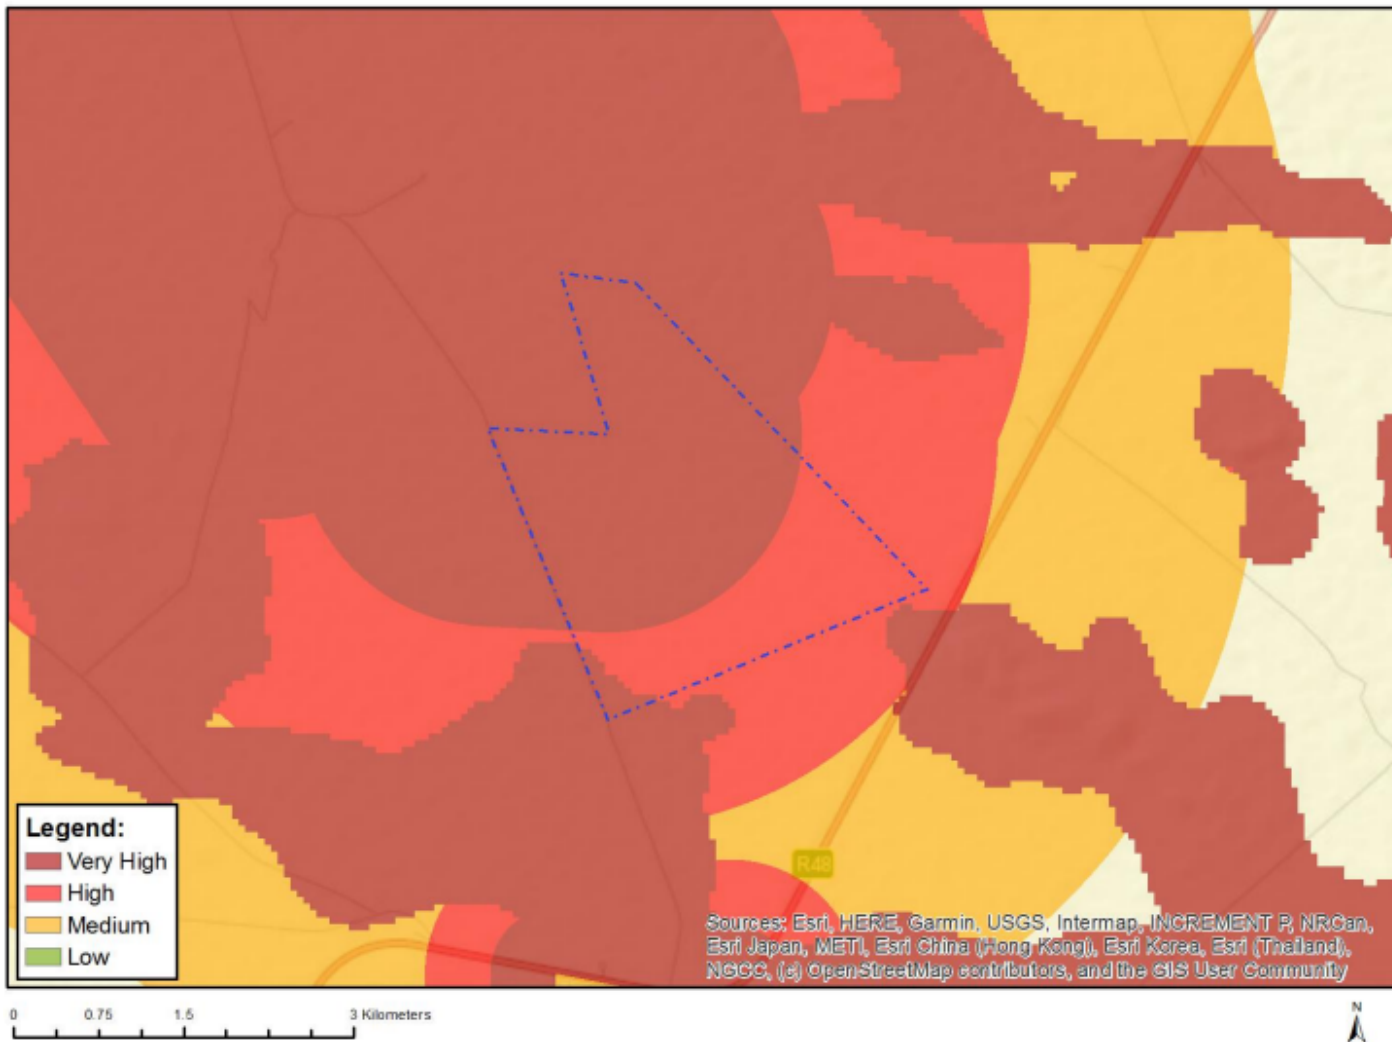 R48
Legend:
Very High
High
Medium
Low
Sources: Esri, HERE, Garmin, USGS, Intermap, INCREMENT P, NRCan,
Esri Japan, METI, Esri China (Hong Kong), Esri Korea, Esri (Thailand),
NGCC, (c) OpenStreetMap contributors, and the GIS User Community
0 0.75 1.5 3 Kilometers
N